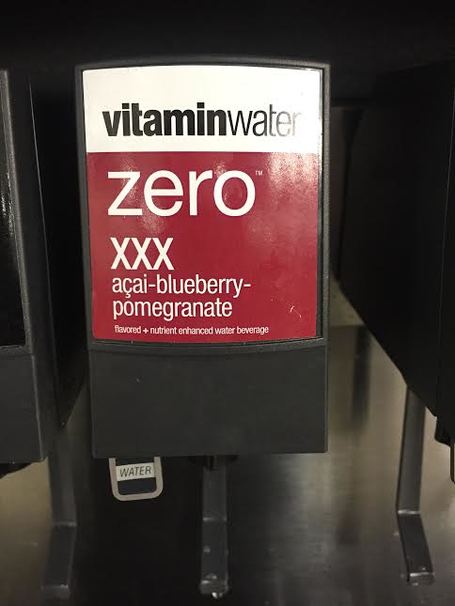 vitaminwater
zero™
XXX
açai-blueberry-
pomegranate
flavored + nutrient enhanced water beverage
WATER